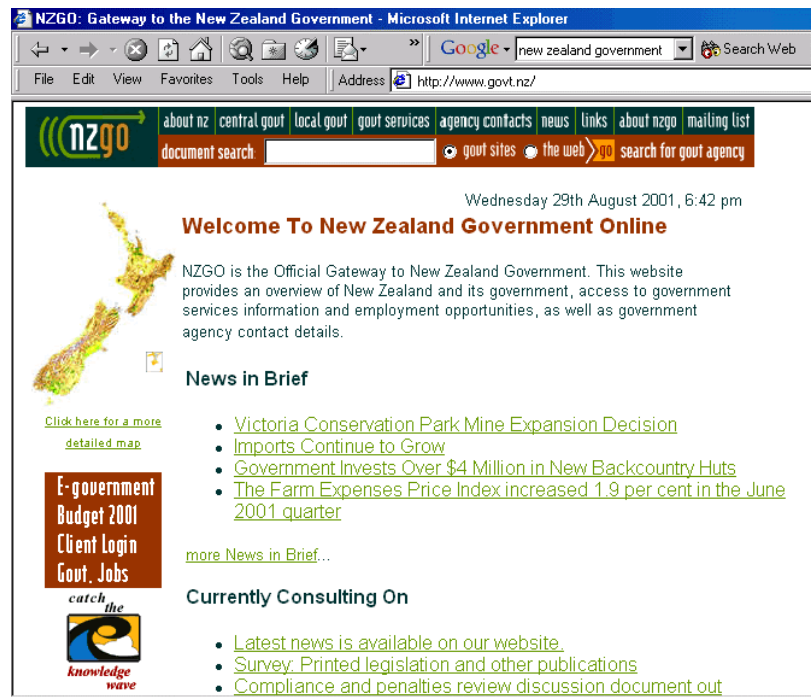 NZGO: Gateway to the New Zealand Government - Microsoft Internet Explorer
» Google new zealand government Search Web
File Edit View Favorites Tools Help Address http://www.govt.nz/
nzgo
about nz central govt local govt govt services agency contacts news links about nzgo mailing list
document search: govt sites the web go search for govt agency
Wednesday 29th August 2001, 6:42 pm
Welcome To New Zealand Government Online
NZGO is the Official Gateway to New Zealand Government. This website
provides an overview of New Zealand and its government, access to government
services information and employment opportunities, as well as government
agency contact details.
Click here for a more
detailed map
News in Brief
• Victoria Conservation Park Mine Expansion Decision
• Imports Continue to Grow
• Government Invests Over $4 Million in New Backcountry Huts
• The Farm Expenses Price Index increased 1.9 per cent in the June
2001 quarter
more News in Brief...
E-government
Budget 2001
Client Login
Govt. Jobs
catch
the
knowledge
wave
Currently Consulting On
• Latest news is available on our website.
• Survey: Printed legislation and other publications
• Compliance and penalties review discussion document out